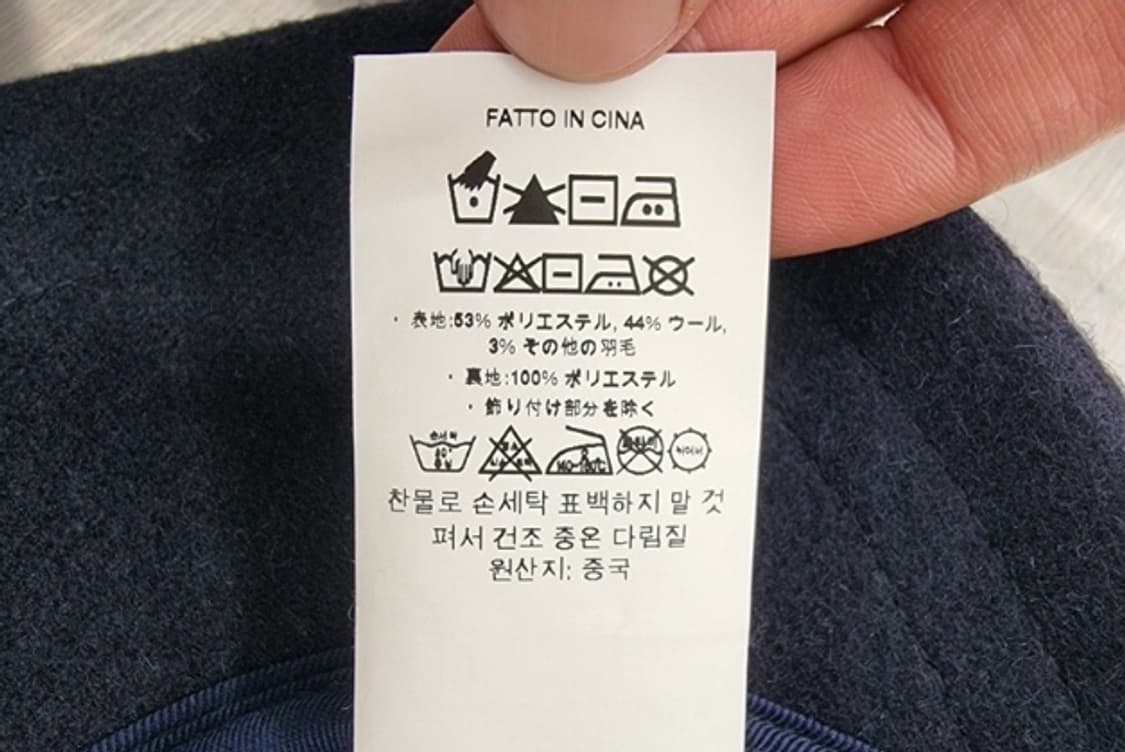 FATTO IN CINA
・表地:53% ポリエステル, 44% ウール,
3% その他の羽毛
・裏地:100% ポリエステル
・飾り付け部分を除く
손세탁
찬물로 손세탁 표백하지 말 것
펴서 건조 중온 다림질
원산지: 중국